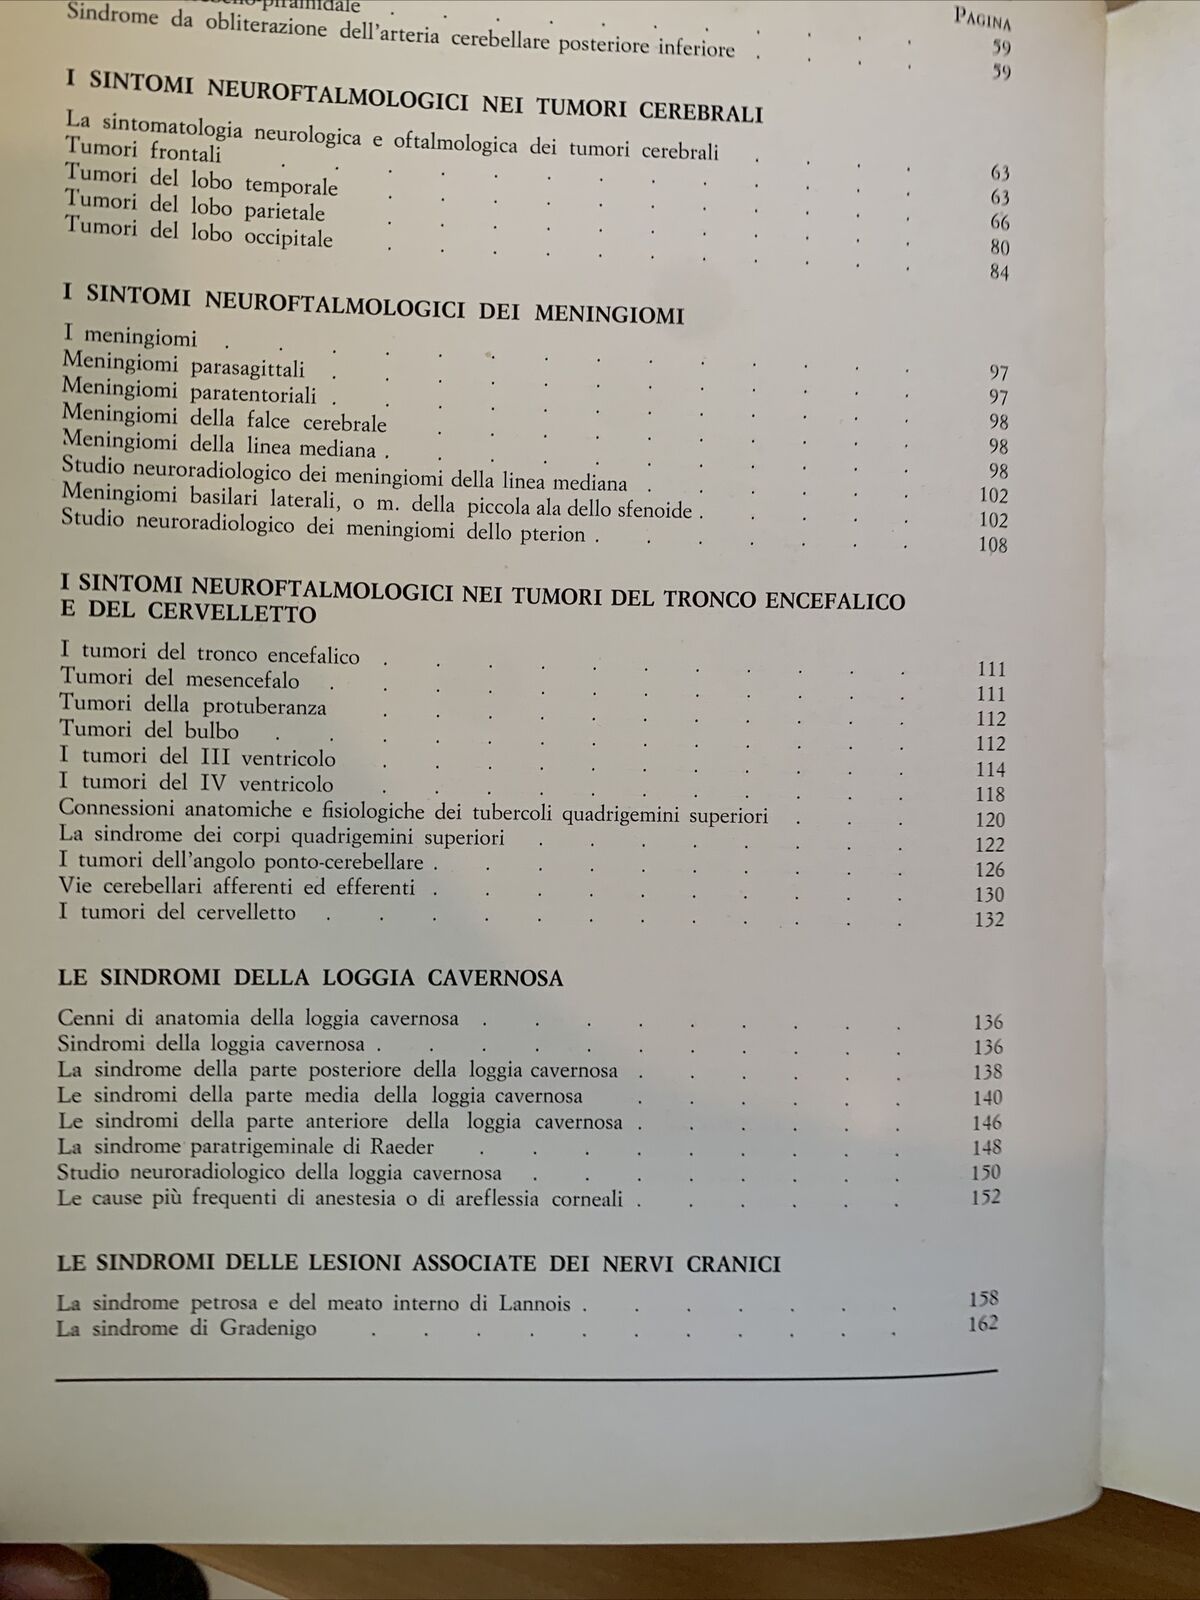 PAGINA
-piramidale . . . . . . . . . . 59
Sindrome da obliterazione dell'arteria cerebellare posteriore inferiore . . . . 59
I SINTOMI NEUROFTALMOLOGICI NEI TUMORI CEREBRALI
La sintomatologia neurologica e oftalmologica dei tumori cerebrali . . . . 63
Tumori frontali . . . . . . . . . . . . . 63
Tumori del lobo temporale . . . . . . . . . . . 66
Tumori del lobo parietale . . . . . . . . . . . 80
Tumori del lobo occipitale . . . . . . . . . . . 84
I SINTOMI NEUROFTALMOLOGICI DEI MENINGIOMI
I meningiomi . . . . . . . . . . . . . . 97
Meningiomi parasagittali . . . . . . . . . . . . 97
Meningiomi paratentoriali . . . . . . . . . . . . 98
Meningiomi della falce cerebrale . . . . . . . . . . 98
Meningiomi della linea mediana . . . . . . . . . . . 98
Studio neuroradiologico dei meningiomi della linea mediana . . . . . . 102
Meningiomi basilari laterali, o m. della piccola ala dello sfenoide . . . . . 102
Studio neuroradiologico dei meningiomi dello pterion . . . . . . . 108
I SINTOMI NEUROFTALMOLOGICI NEI TUMORI DEL TRONCO ENCEFALICO
E DEL CERVELLETTO
I tumori del tronco encefalico . . . . . . . . . . . 111
Tumori del mesencefalo . . . . . . . . . . . . 111
Tumori della protuberanza . . . . . . . . . . . 112
Tumori del bulbo . . . . . . . . . . . . . 112
I tumori del III ventricolo . . . . . . . . . . . 114
I tumori del IV ventricolo . . . . . . . . . . . 118
Connessioni anatomiche e fisiologiche dei tubercoli quadrigemini superiori . . . 120
La sindrome dei corpi quadrigemini superiori . . . . . . . . 122
I tumori dell'angolo ponto-cerebellare . . . . . . . . . . 126
Vie cerebellari afferenti ed efferenti . . . . . . . . . . 130
I tumori del cervelletto . . . . . . . . . . . . 132
LE SINDROMI DELLA LOGGIA CAVERNOSA
Cenni di anatomia della loggia cavernosa . . . . . . . . . 136
Sindromi della loggia cavernosa . . . . . . . . . . . 136
La sindrome della parte posteriore della loggia cavernosa . . . . . . 138
Le sindromi della parte media della loggia cavernosa . . . . . . 140
Le sindromi della parte anteriore della loggia cavernosa . . . . . . 146
La sindrome paratrigeminale di Raeder . . . . . . . . . 148
Studio neuroradiologico della loggia cavernosa . . . . . . . . 150
Le cause più frequenti di anestesia o di areflessia corneali . . . . . . 152
LE SINDROMI DELLE LESIONI ASSOCIATE DEI NERVI CRANICI
La sindrome petrosa e del meato interno di Lannois . . . . . . . 158
La sindrome di Gradenigo . . . . . . . . . . . 162